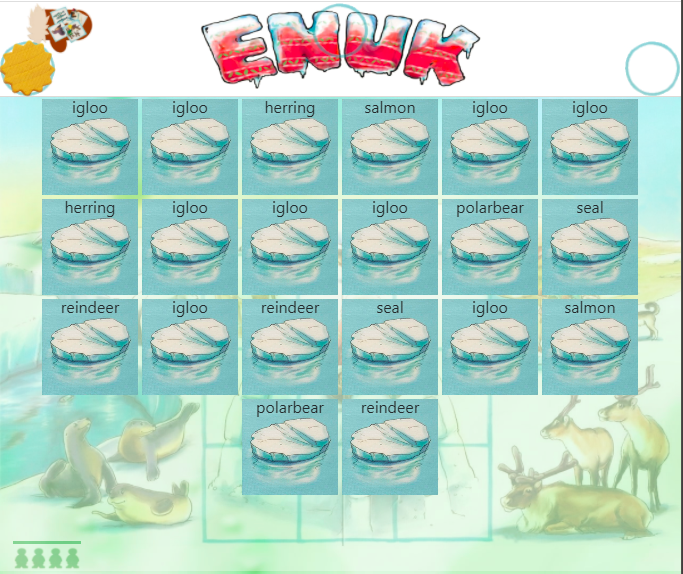 ENUK
igloo igloo herring salmon igloo igloo
herring igloo igloo igloo polarbear seal
reindeer igloo reindeer seal igloo salmon
polarbear reindeer